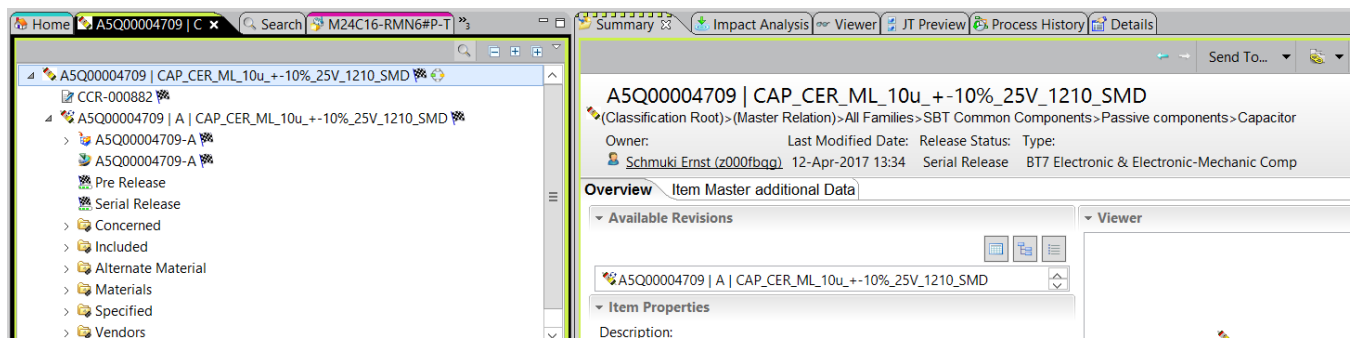 Home
A5Q00004709 | C
Search
M24C16-RMN6#P-T
»3
Summary
Impact Analysis
Viewer
JT Preview
Process History
Details
A5Q00004709 | CAP_CER_ML_10u_+-10%_25V_1210_SMD
CCR-000882
A5Q00004709 | A | CAP_CER_ML_10u_+-10%_25V_1210_SMD
A5Q00004709-A
A5Q00004709-A
Pre Release
Serial Release
Concerned
Included
Alternate Material
Materials
Specified
Vendors
Send To...
A5Q00004709 | CAP_CER_ML_10u_+-10%_25V_1210_SMD
(Classification Root)>(Master Relation)>All Families>SBT Common Components>Passive components>Capacitor
Owner: Last Modified Date: Release Status: Type:
Schmuki Ernst (z000fbqg) 12-Apr-2017 13:34 Serial Release BT7 Electronic & Electronic-Mechanic Comp
Overview Item Master additional Data
Available Revisions
Viewer
A5Q00004709 | A | CAP_CER_ML_10u_+-10%_25V_1210_SMD
Item Properties
Description: